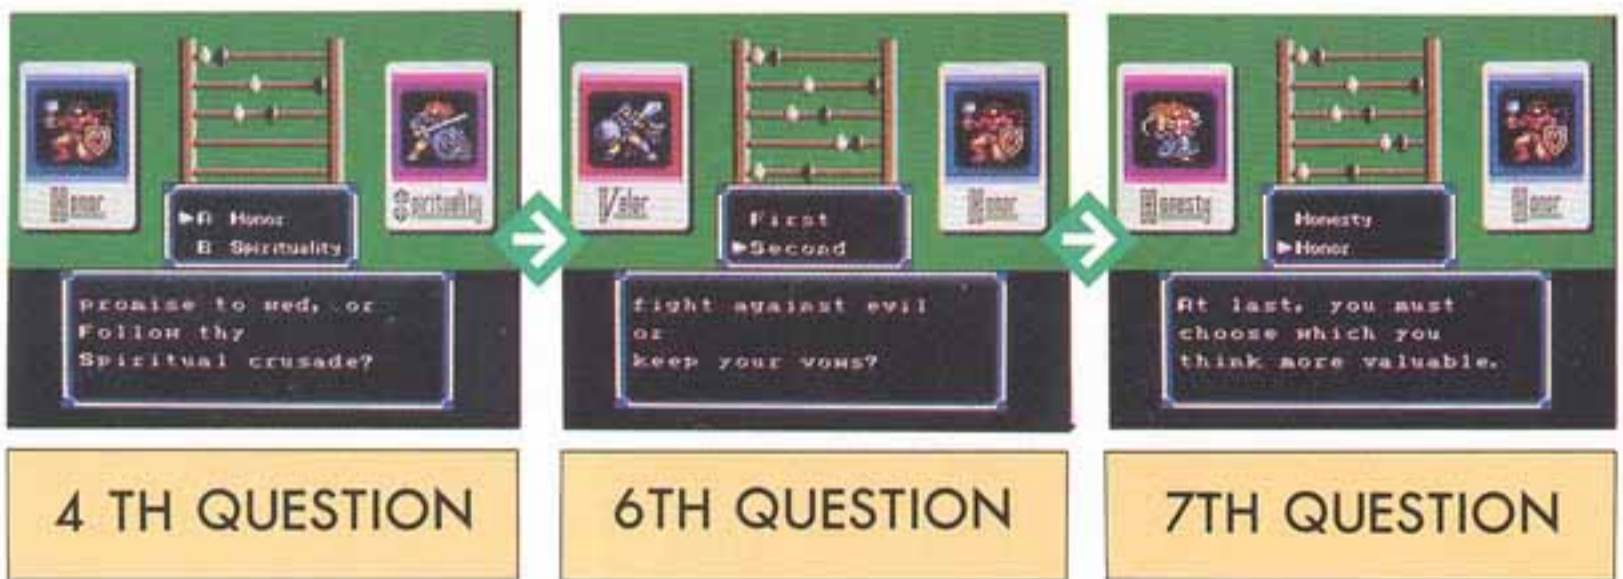 Honor
Spirituality
▶A Honor
B Spirituality
promise to wed, or
Follow thy
Spiritual crusade?
4 TH QUESTION
Valor
Honor
First
▶Second
fight against evil
or
keep your vows?
6TH QUESTION
Honesty
Honor
Honesty
▶Honor
At last, you must
choose which you
think more valuable.
7TH QUESTION